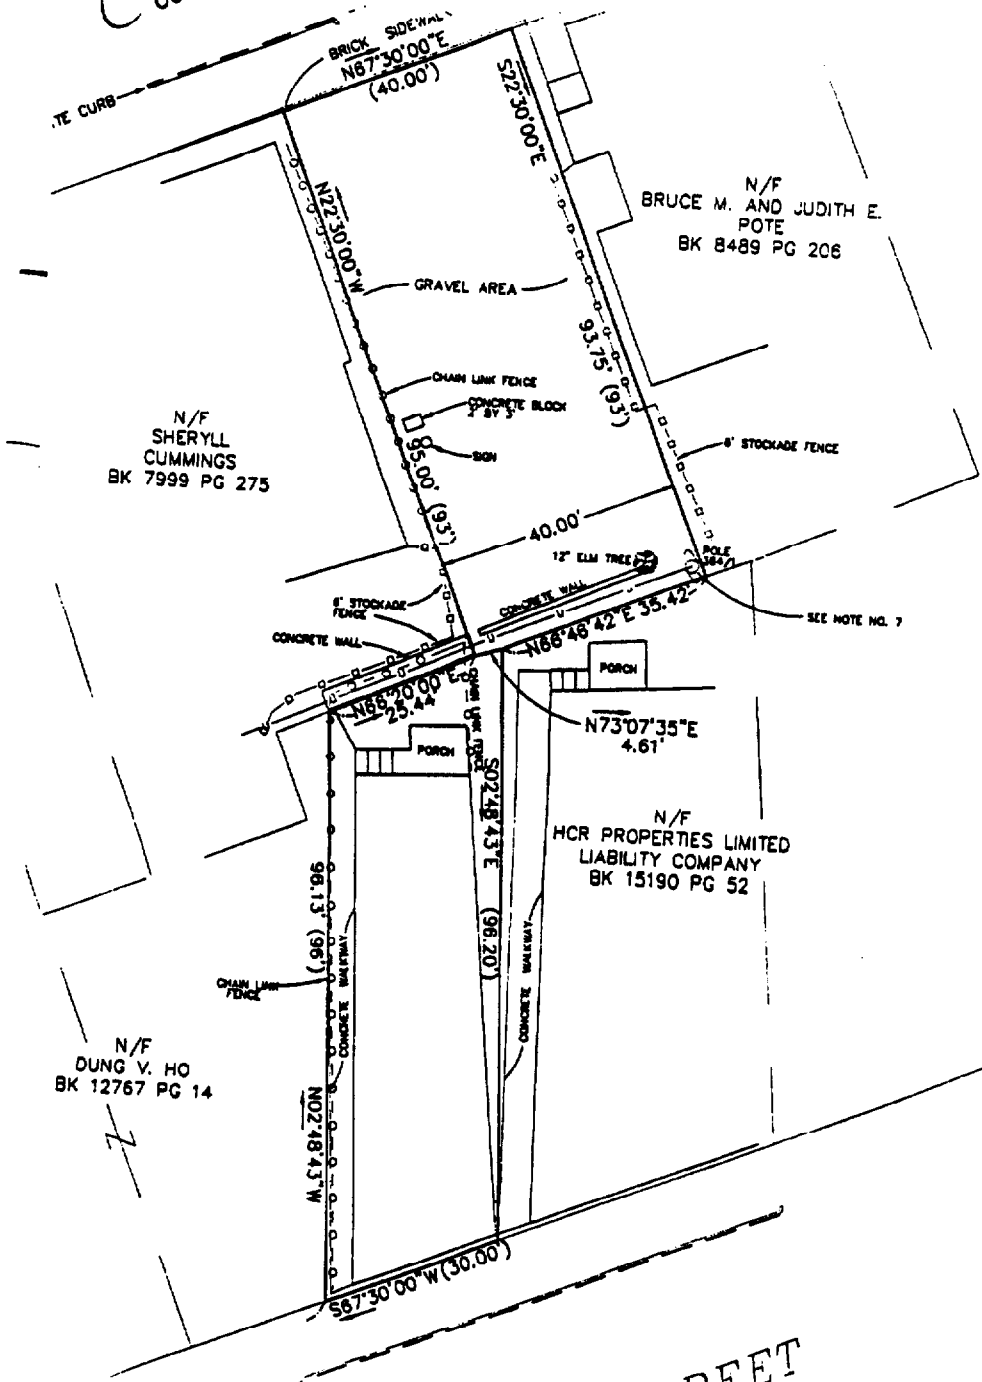 BRICK SIDEWAL
N67°30'00"E
(40.00')
TE CURB
S22°30'00"E
N22°30'00"W
N/F
BRUCE M. AND JUDITH E.
POTE
BK 8489 PG 206
GRAVEL AREA
93.75' (93')
CHAIN LINK FENCE
CONCRETE BLOCK
2' BY 3'
SIGN
95.00' (93')
N/F
SHERYLL
CUMMINGS
BK 7999 PG 275
6' STOCKADE FENCE
40.00'
12" ELM TREE
POLE
364/1
CONCRETE WALL
6' STOCKADE
FENCE
CONCRETE WALL
N66°46'42"E 35.42'
SEE NOTE NO. 7
PORCH
N66°20'00"E
25.44'
CHAIN LINK FENCE
N73°07'35"E
4.61'
PORCH
S02°48'43"E
(96.20')
N/F
HCR PROPERTIES LIMITED
LIABILITY COMPANY
BK 15190 PG 52
96.13' (96')
CONCRETE WALKWAY
CONCRETE WALKWAY
CHAIN LINK
FENCE
N/F
DUNG V. HO
BK 12767 PG 14
N02°48'43"W
S67°30'00"W (30.00')
REET